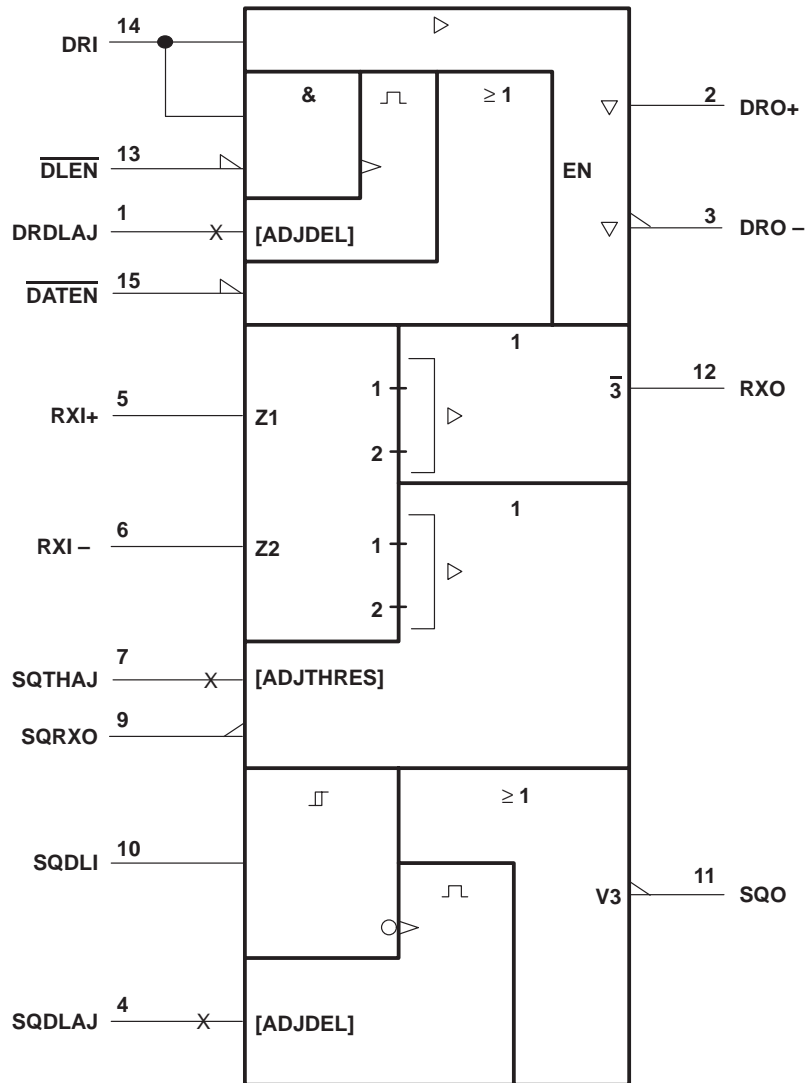 DRI 14
&
≥ 1
2 DRO+
D̅L̅E̅N̅ 13
EN
DRDLAJ 1 X [ADJDEL]
3 DRO –
D̅A̅T̅E̅N̅ 15
1
RXI+ 5 Z1
1
2
3̅
12 RXO
1
RXI – 6 Z2
1
2
SQTHAJ 7 X [ADJTHRES]
SQRXO 9
≥ 1
SQDLI 10
V3 11 SQO
SQDLAJ 4 X [ADJDEL]